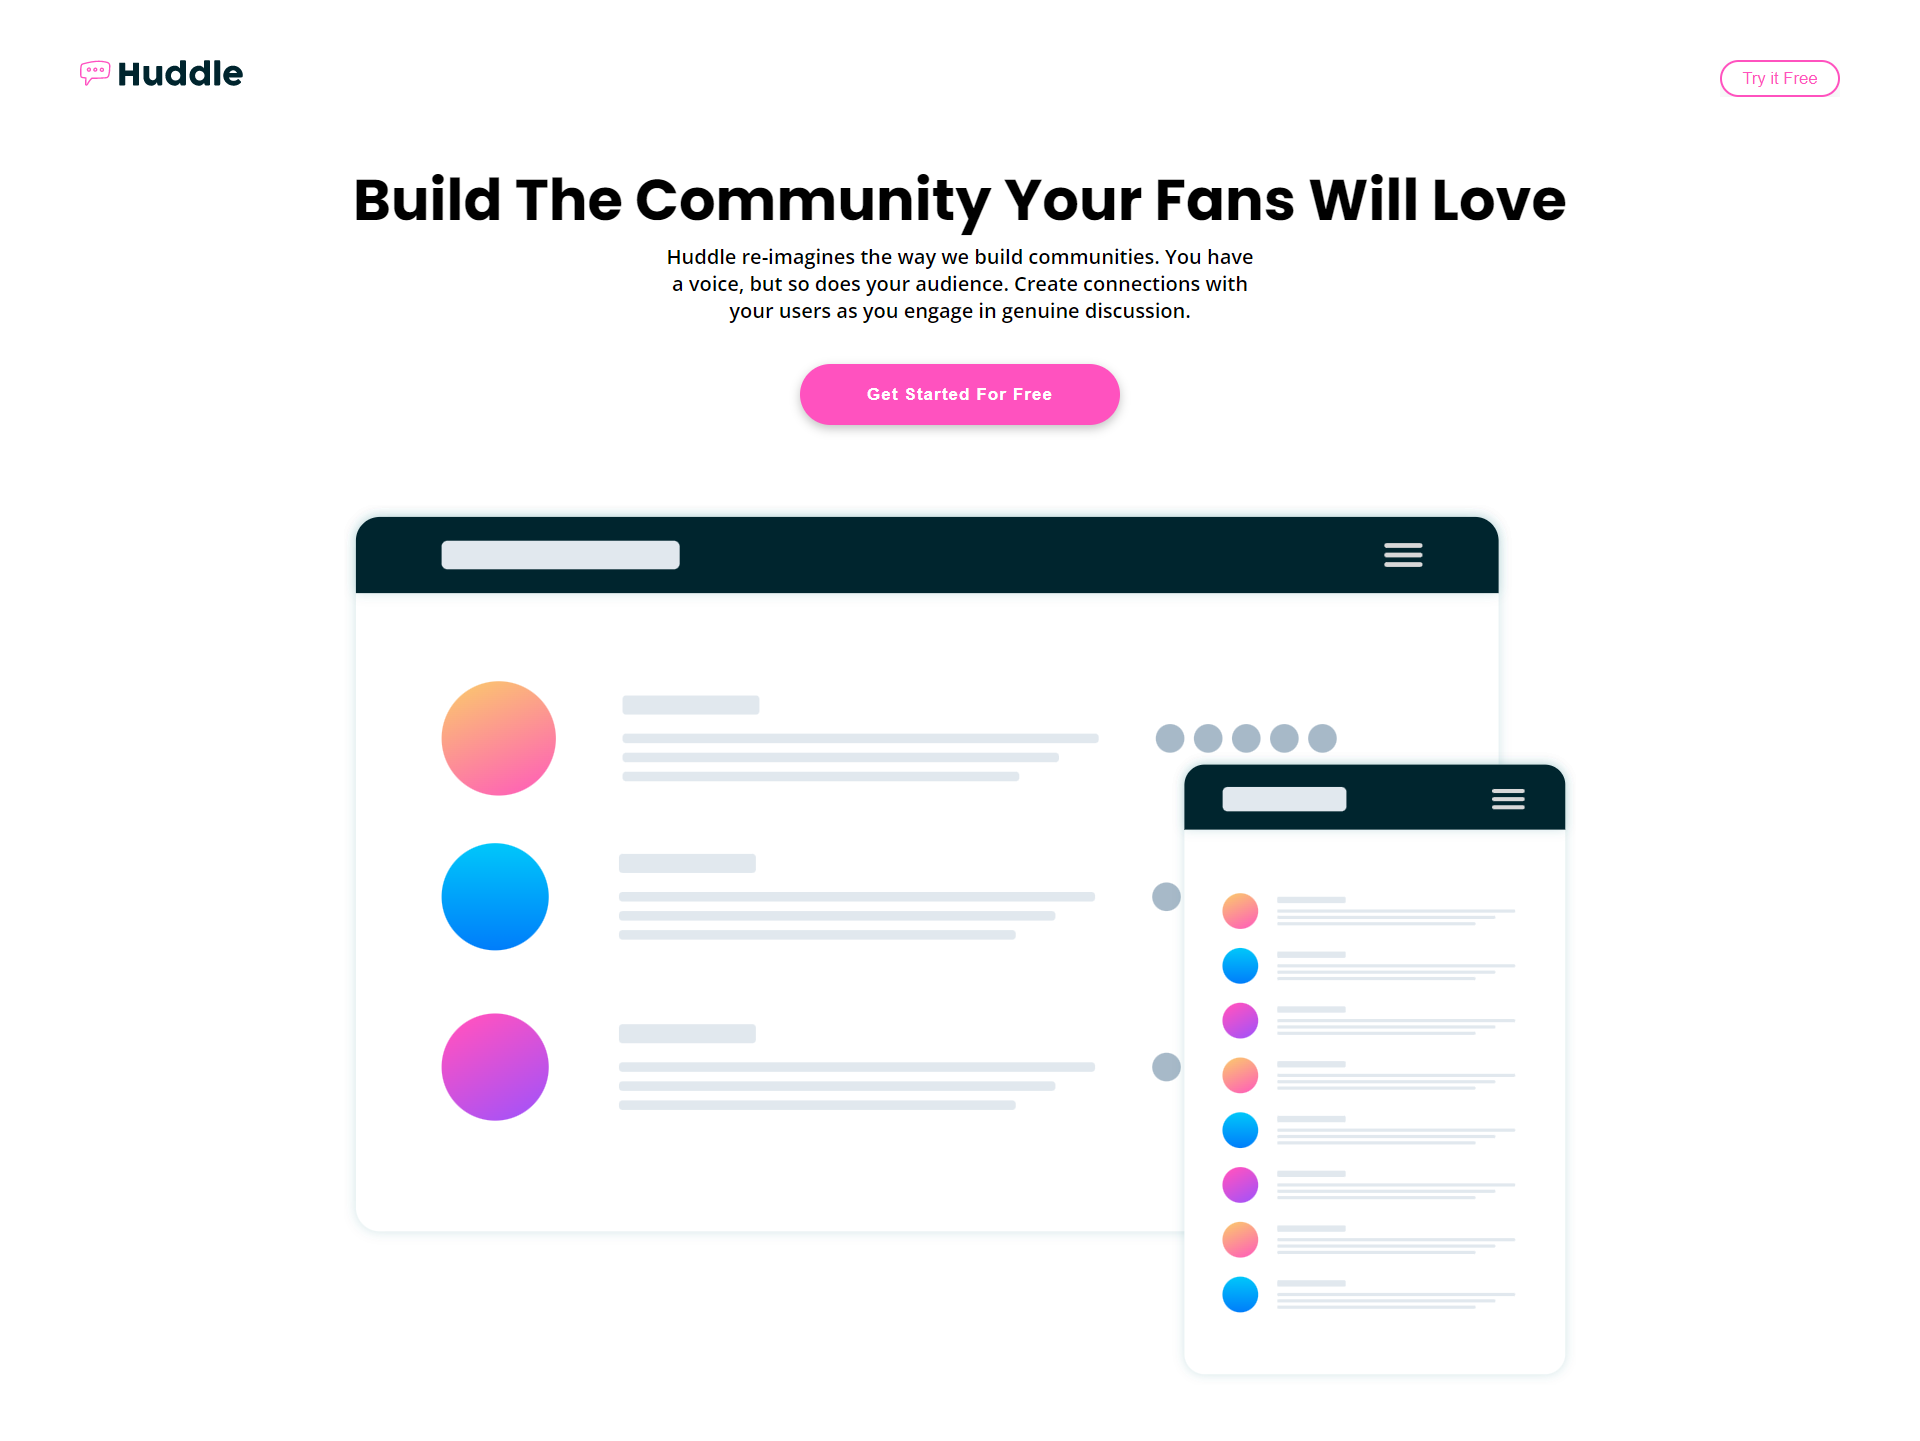 Huddle
Try it Free
Build The Community Your Fans Will Love
Huddle re-imagines the way we build communities. You have
a voice, but so does your audience. Create connections with
your users as you engage in genuine discussion.
Get Started For Free